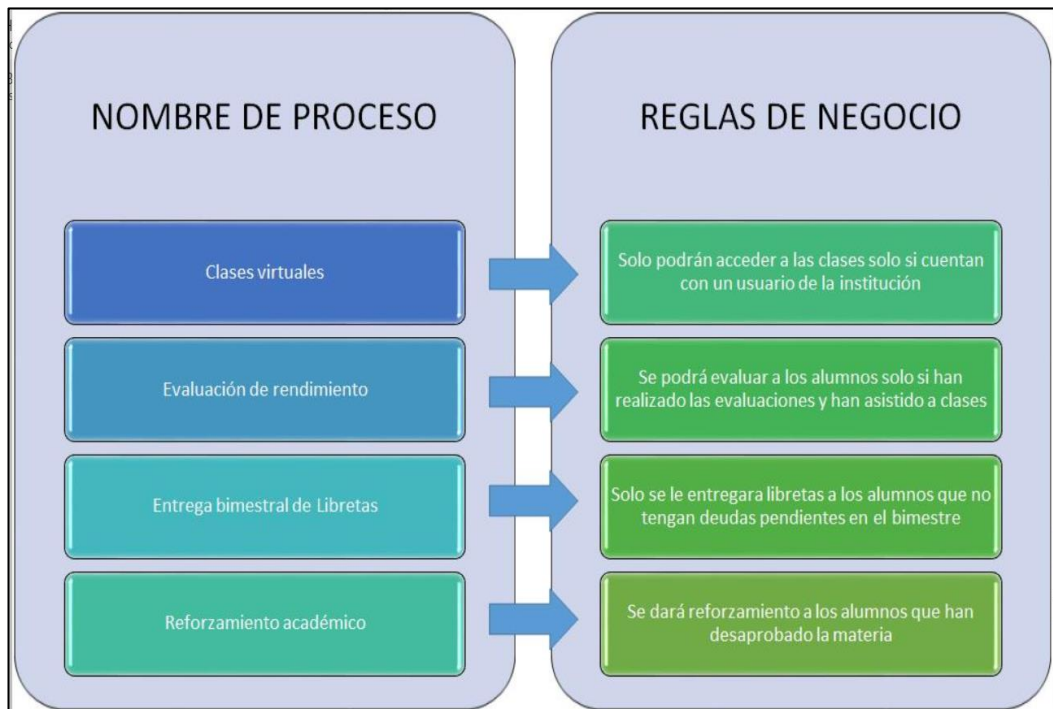 NOMBRE DE PROCESO
REGLAS DE NEGOCIO
Clases virtuales
Solo podrán acceder a las clases solo si cuentan
con un usuario de la institución
Evaluación de rendimiento
Se podrá evaluar a los alumnos solo si han
realizado las evaluaciones y han asistido a clases
Entrega bimestral de Libretas
Solo se le entregara libretas a los alumnos que no
tengan deudas pendientes en el bimestre
Reforzamiento académico
Se dará reforzamiento a los alumnos que han
desaprobado la materia